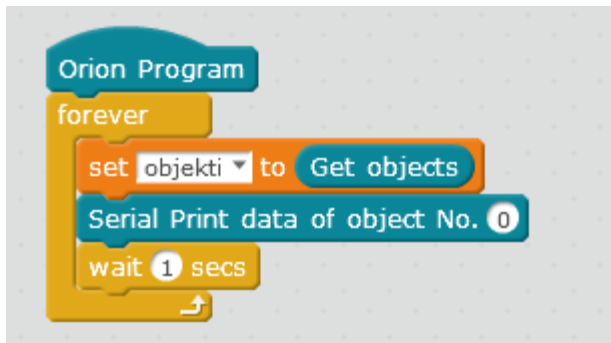 Orion Program
forever
set objekti to Get objects
Serial Print data of object No. 0
wait 1 secs